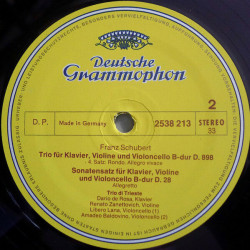 Deutsche
Grammophon
2
D. P.
Made in Germany
2538 213
STEREO
33
Franz Schubert
Trio für Klavier, Violine und Violoncello B-dur D. 898
4. Satz: Rondo. Allegro vivace
Sonatensatz für Klavier, Violine
und Violoncello B-dur D. 28
Allegretto
Trio di Trieste
Dario de Rosa, Klavier
Renato Zanettovich, Violine
Libero Lana, Violoncello (1)
Amedeo Baldovino, Violoncello (2)